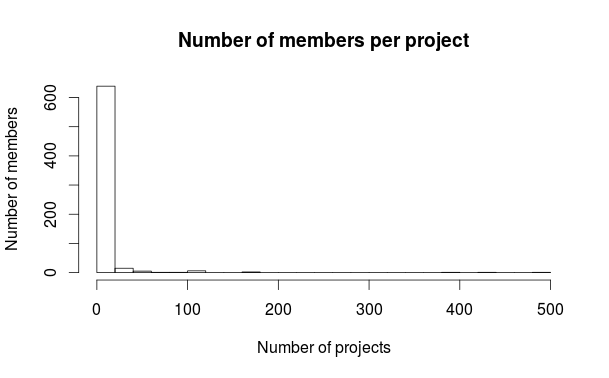 Number of members per project
Number of members
600
400
200
0
0 100 200 300 400 500
Number of projects